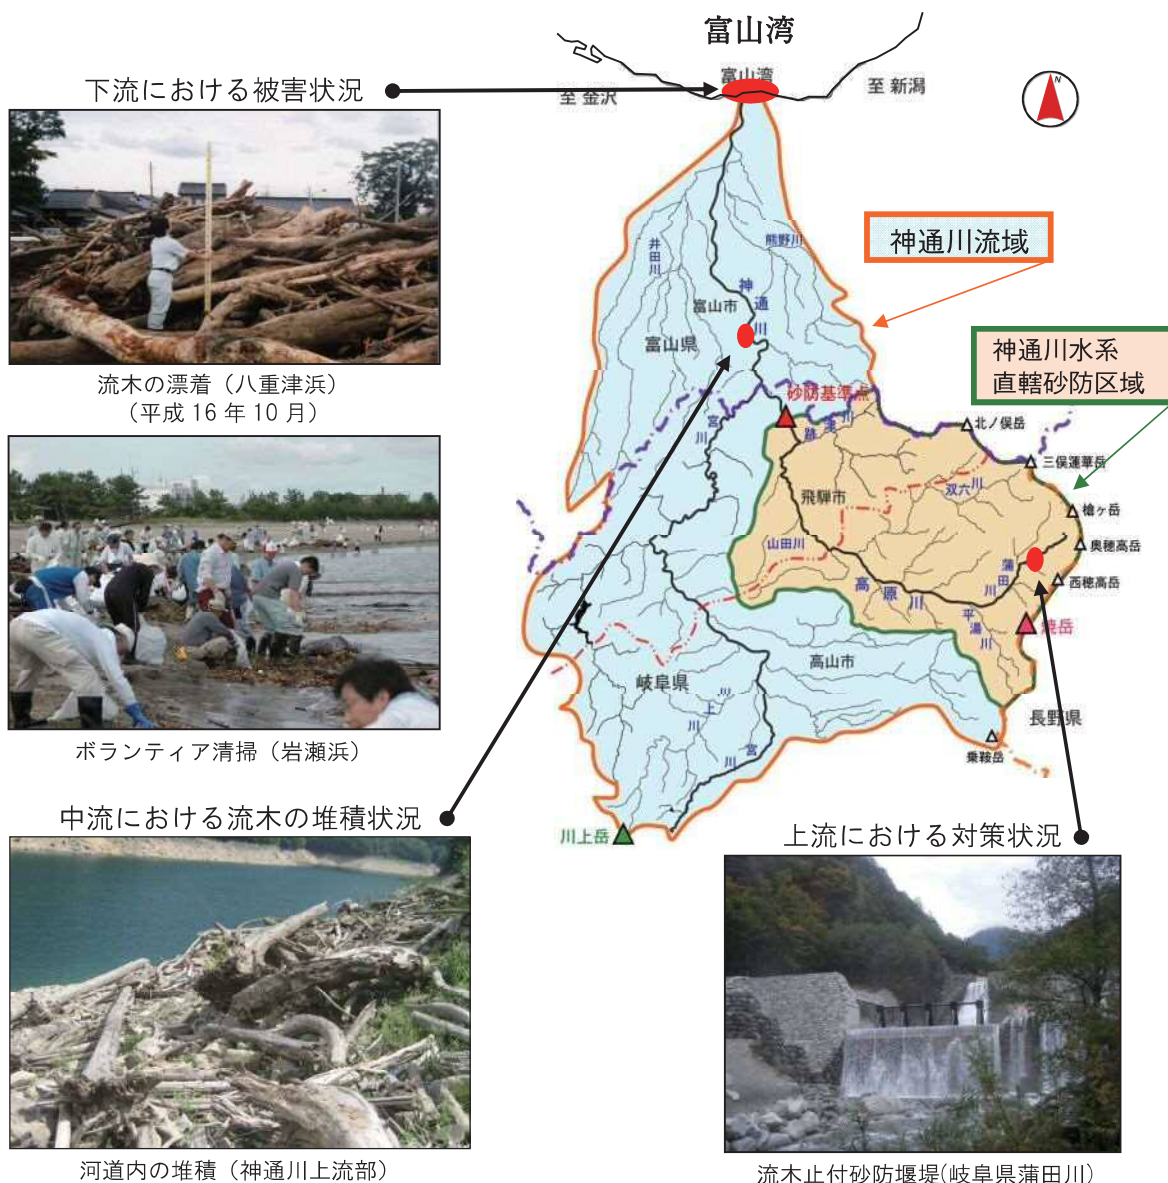 富山湾
富山湾
至 金沢
至 新潟
N
下流における被害状況
流木の漂着（八重津浜）
（平成 16 年 10 月）
ボランティア清掃（岩瀬浜）
中流における流木の堆積状況
河道内の堆積（神通川上流部）
神通川流域
神通川水系
直轄砂防区域
井田川
熊野川
神通川
富山市
富山県
砂防基準点
跡津川
宮川
北ノ俣岳
三俣蓮華岳
双六川
飛騨市
槍ヶ岳
山田川
奥穂高岳
蒲田川
西穂高岳
高原川
平湯川
焼岳
高山市
岐阜県
川上川
宮川
長野県
乗鞍岳
川上岳
上流における対策状況
流木止付砂防堰堤(岐阜県蒲田川)